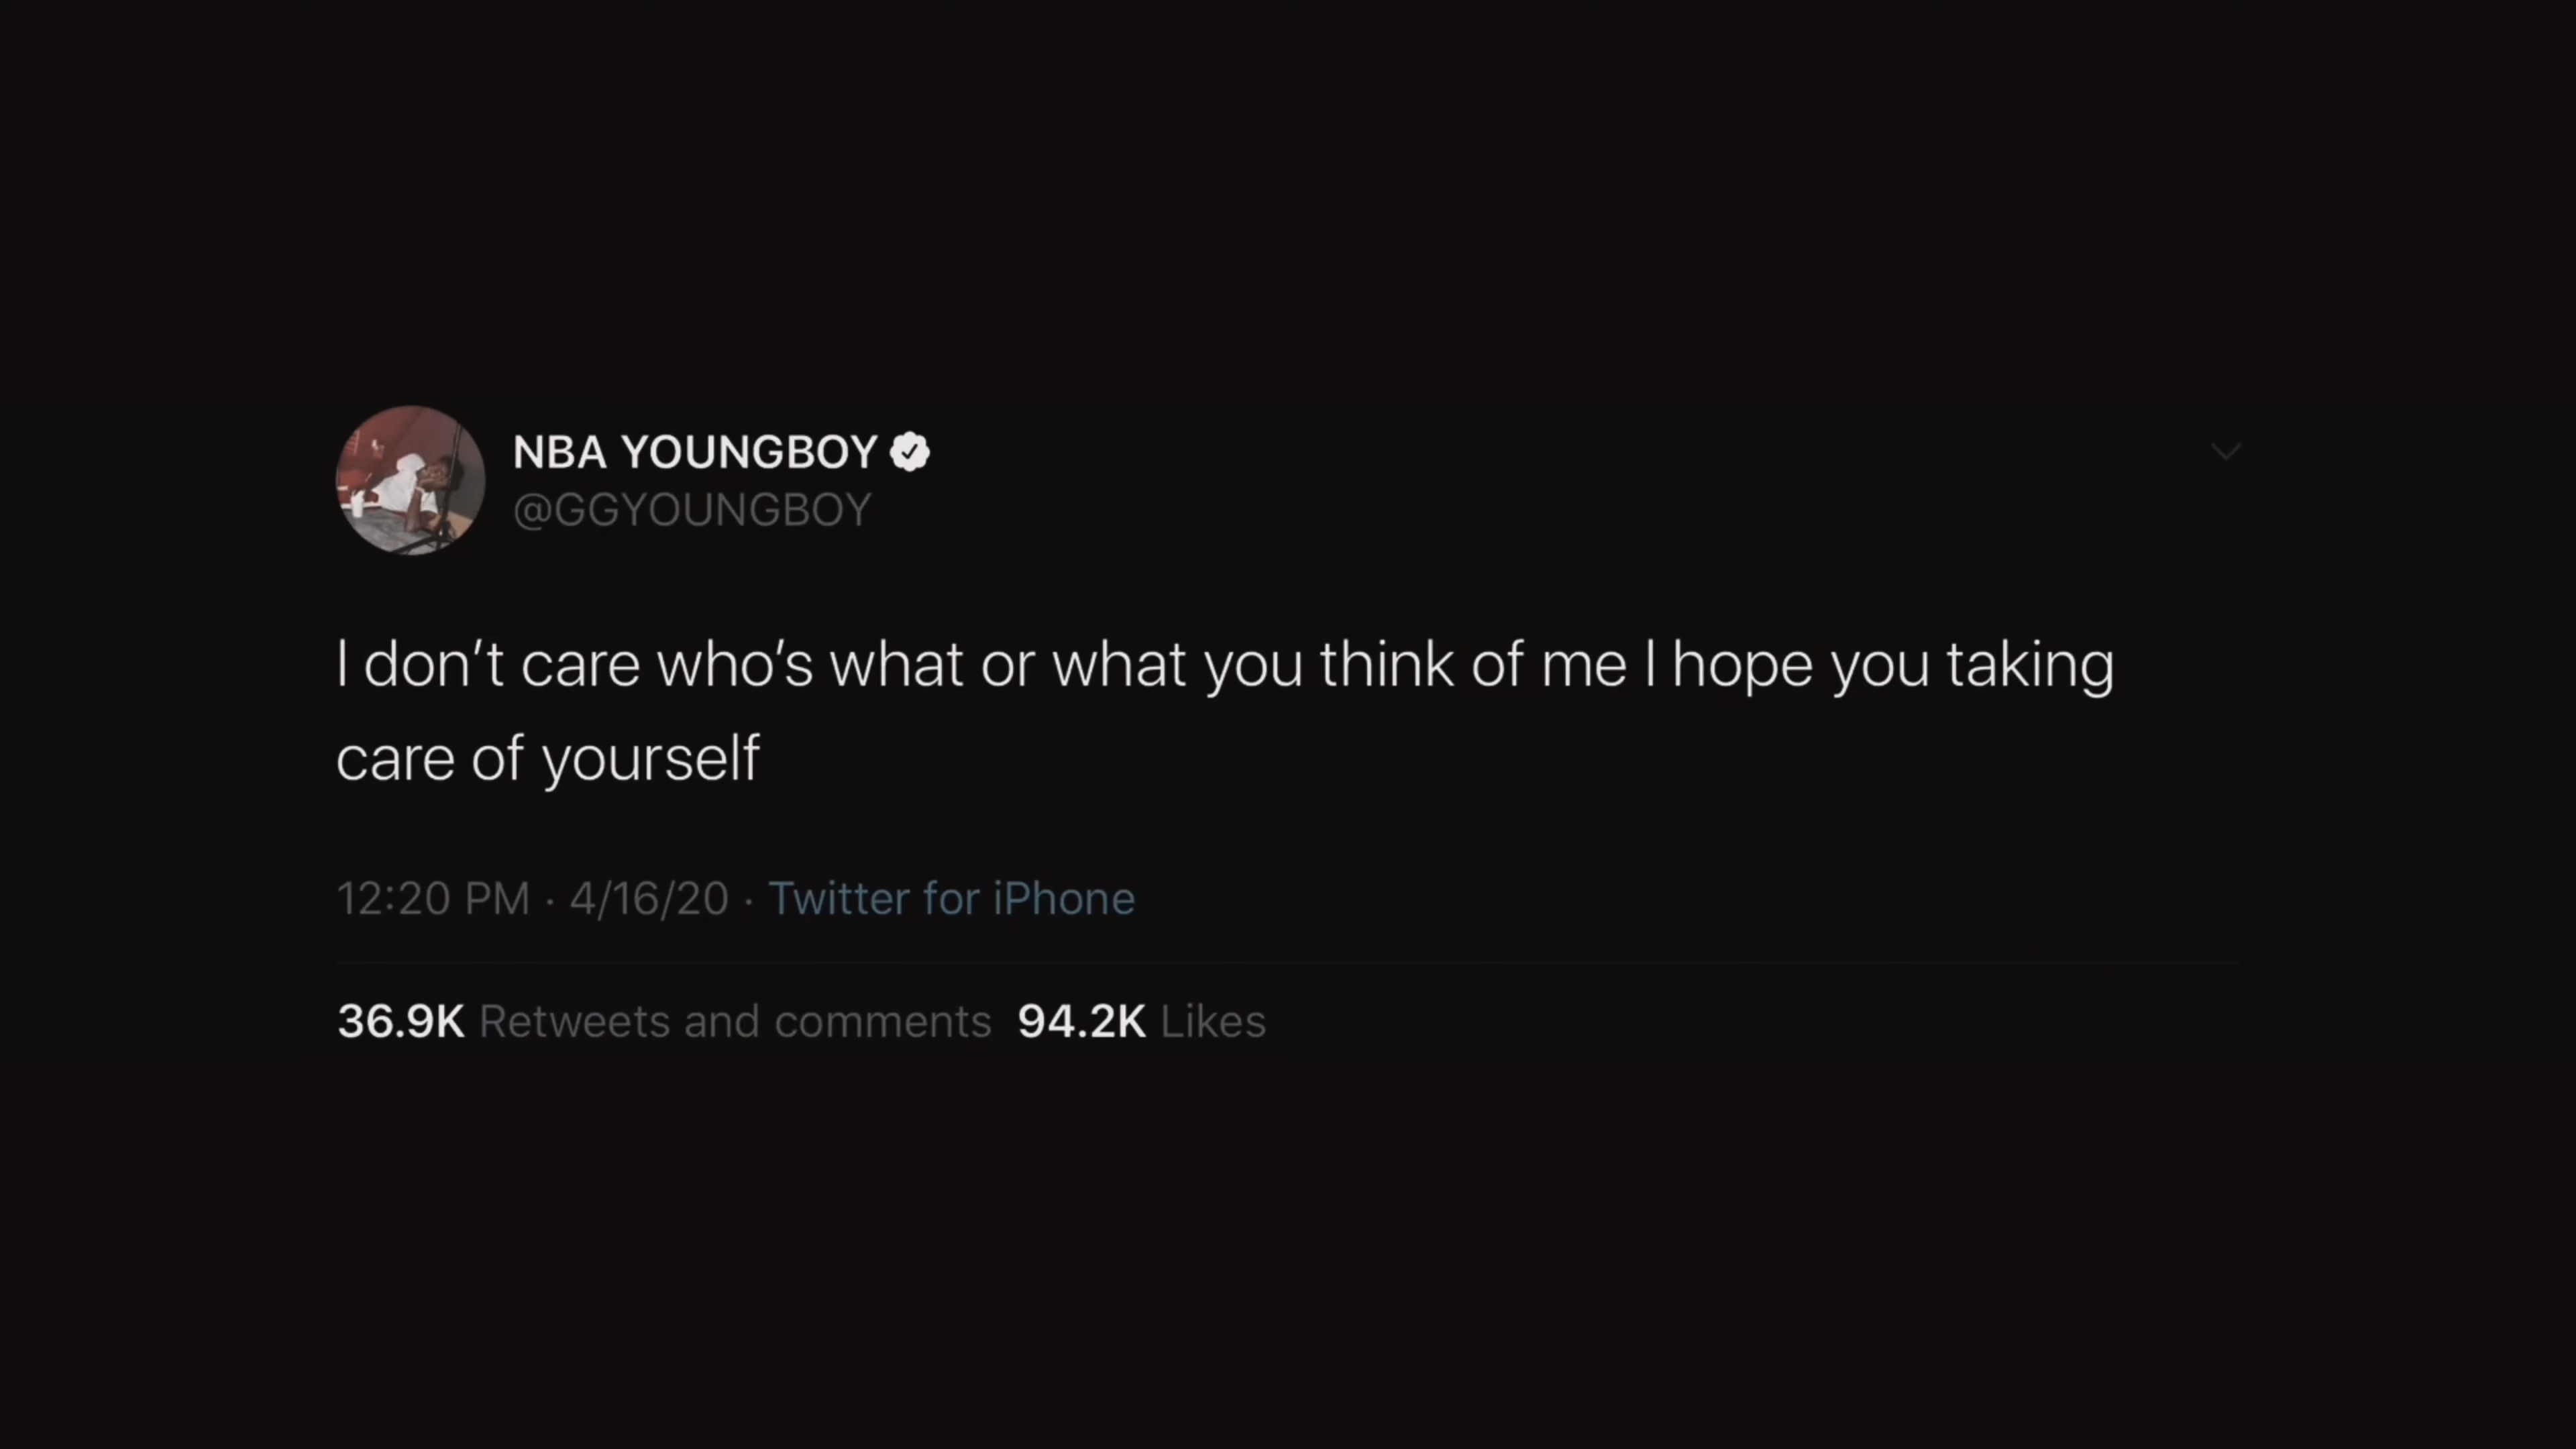 NBA YOUNGBOY
@GGYOUNGBOY
I don’t care who’s what or what you think of me I hope you taking
care of yourself
12:20 PM · 4/16/20 · Twitter for iPhone
36.9K Retweets and comments 94.2K Likes